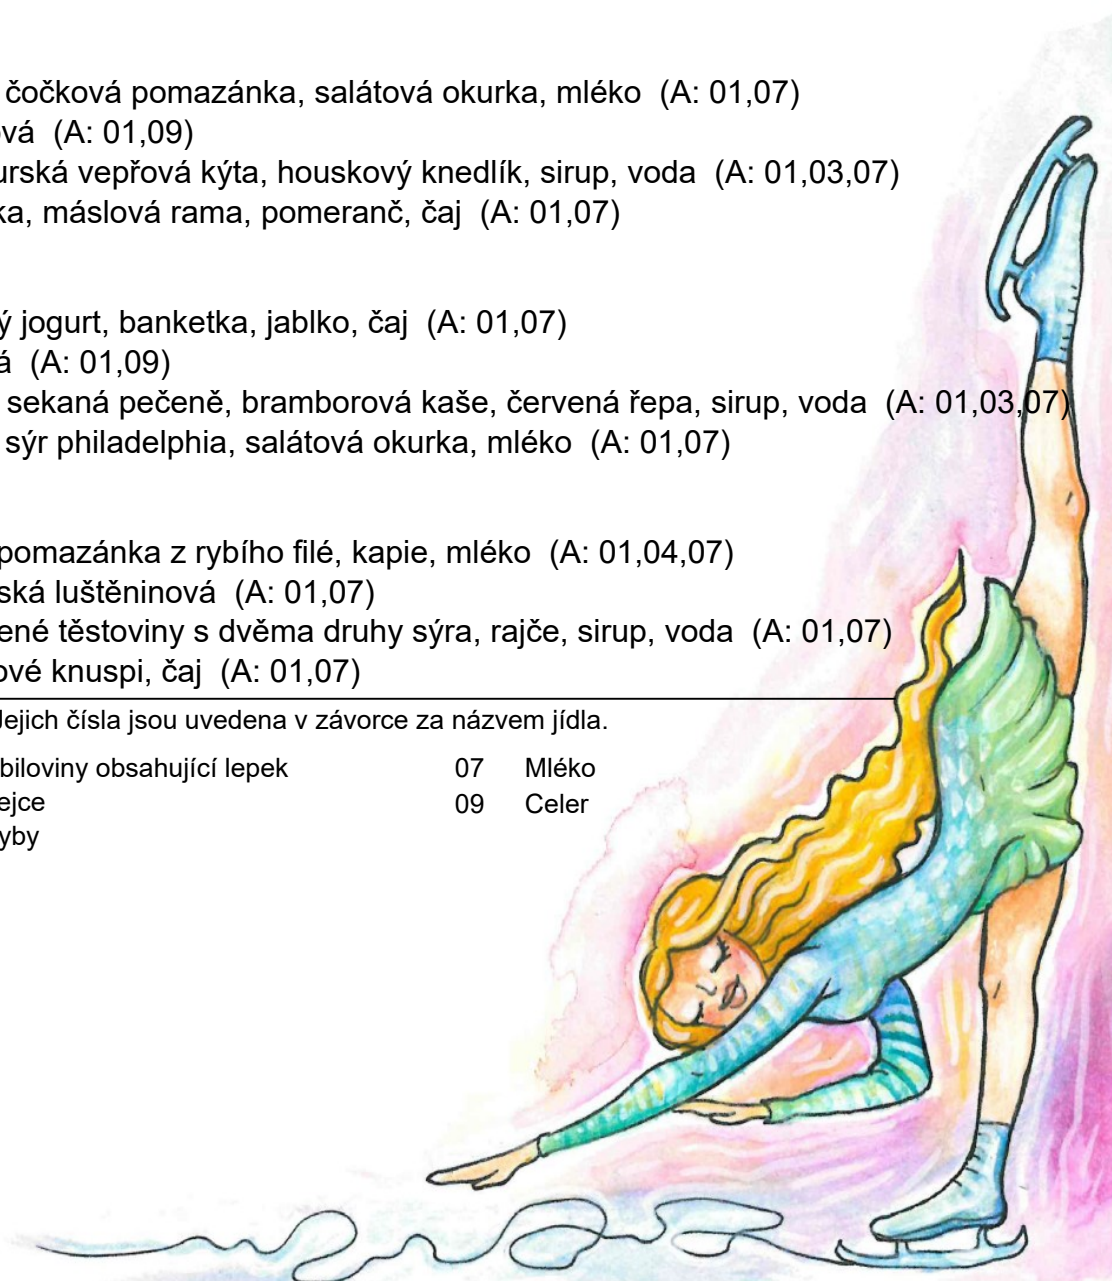 čočková pomazánka, salátová okurka, mléko (A: 01,07)
ová (A: 01,09)
urská vepřová kýta, houskový knedlík, sirup, voda (A: 01,03,07)
ka, máslová rama, pomeranč, čaj (A: 01,07)
ý jogurt, banketka, jablko, čaj (A: 01,07)
á (A: 01,09)
sekaná pečeně, bramborová kaše, červená řepa, sirup, voda (A: 01,03,07)
sýr philadelphia, salátová okurka, mléko (A: 01,07)
pomazánka z rybího filé, kapie, mléko (A: 01,04,07)
ská luštěninová (A: 01,07)
ené těstoviny s dvěma druhy sýra, rajče, sirup, voda (A: 01,07)
ové knuspi, čaj (A: 01,07)
Jejich čísla jsou uvedena v závorce za názvem jídla.
biloviny obsahující lepek 07 Mléko
ejce 09 Celer
yby